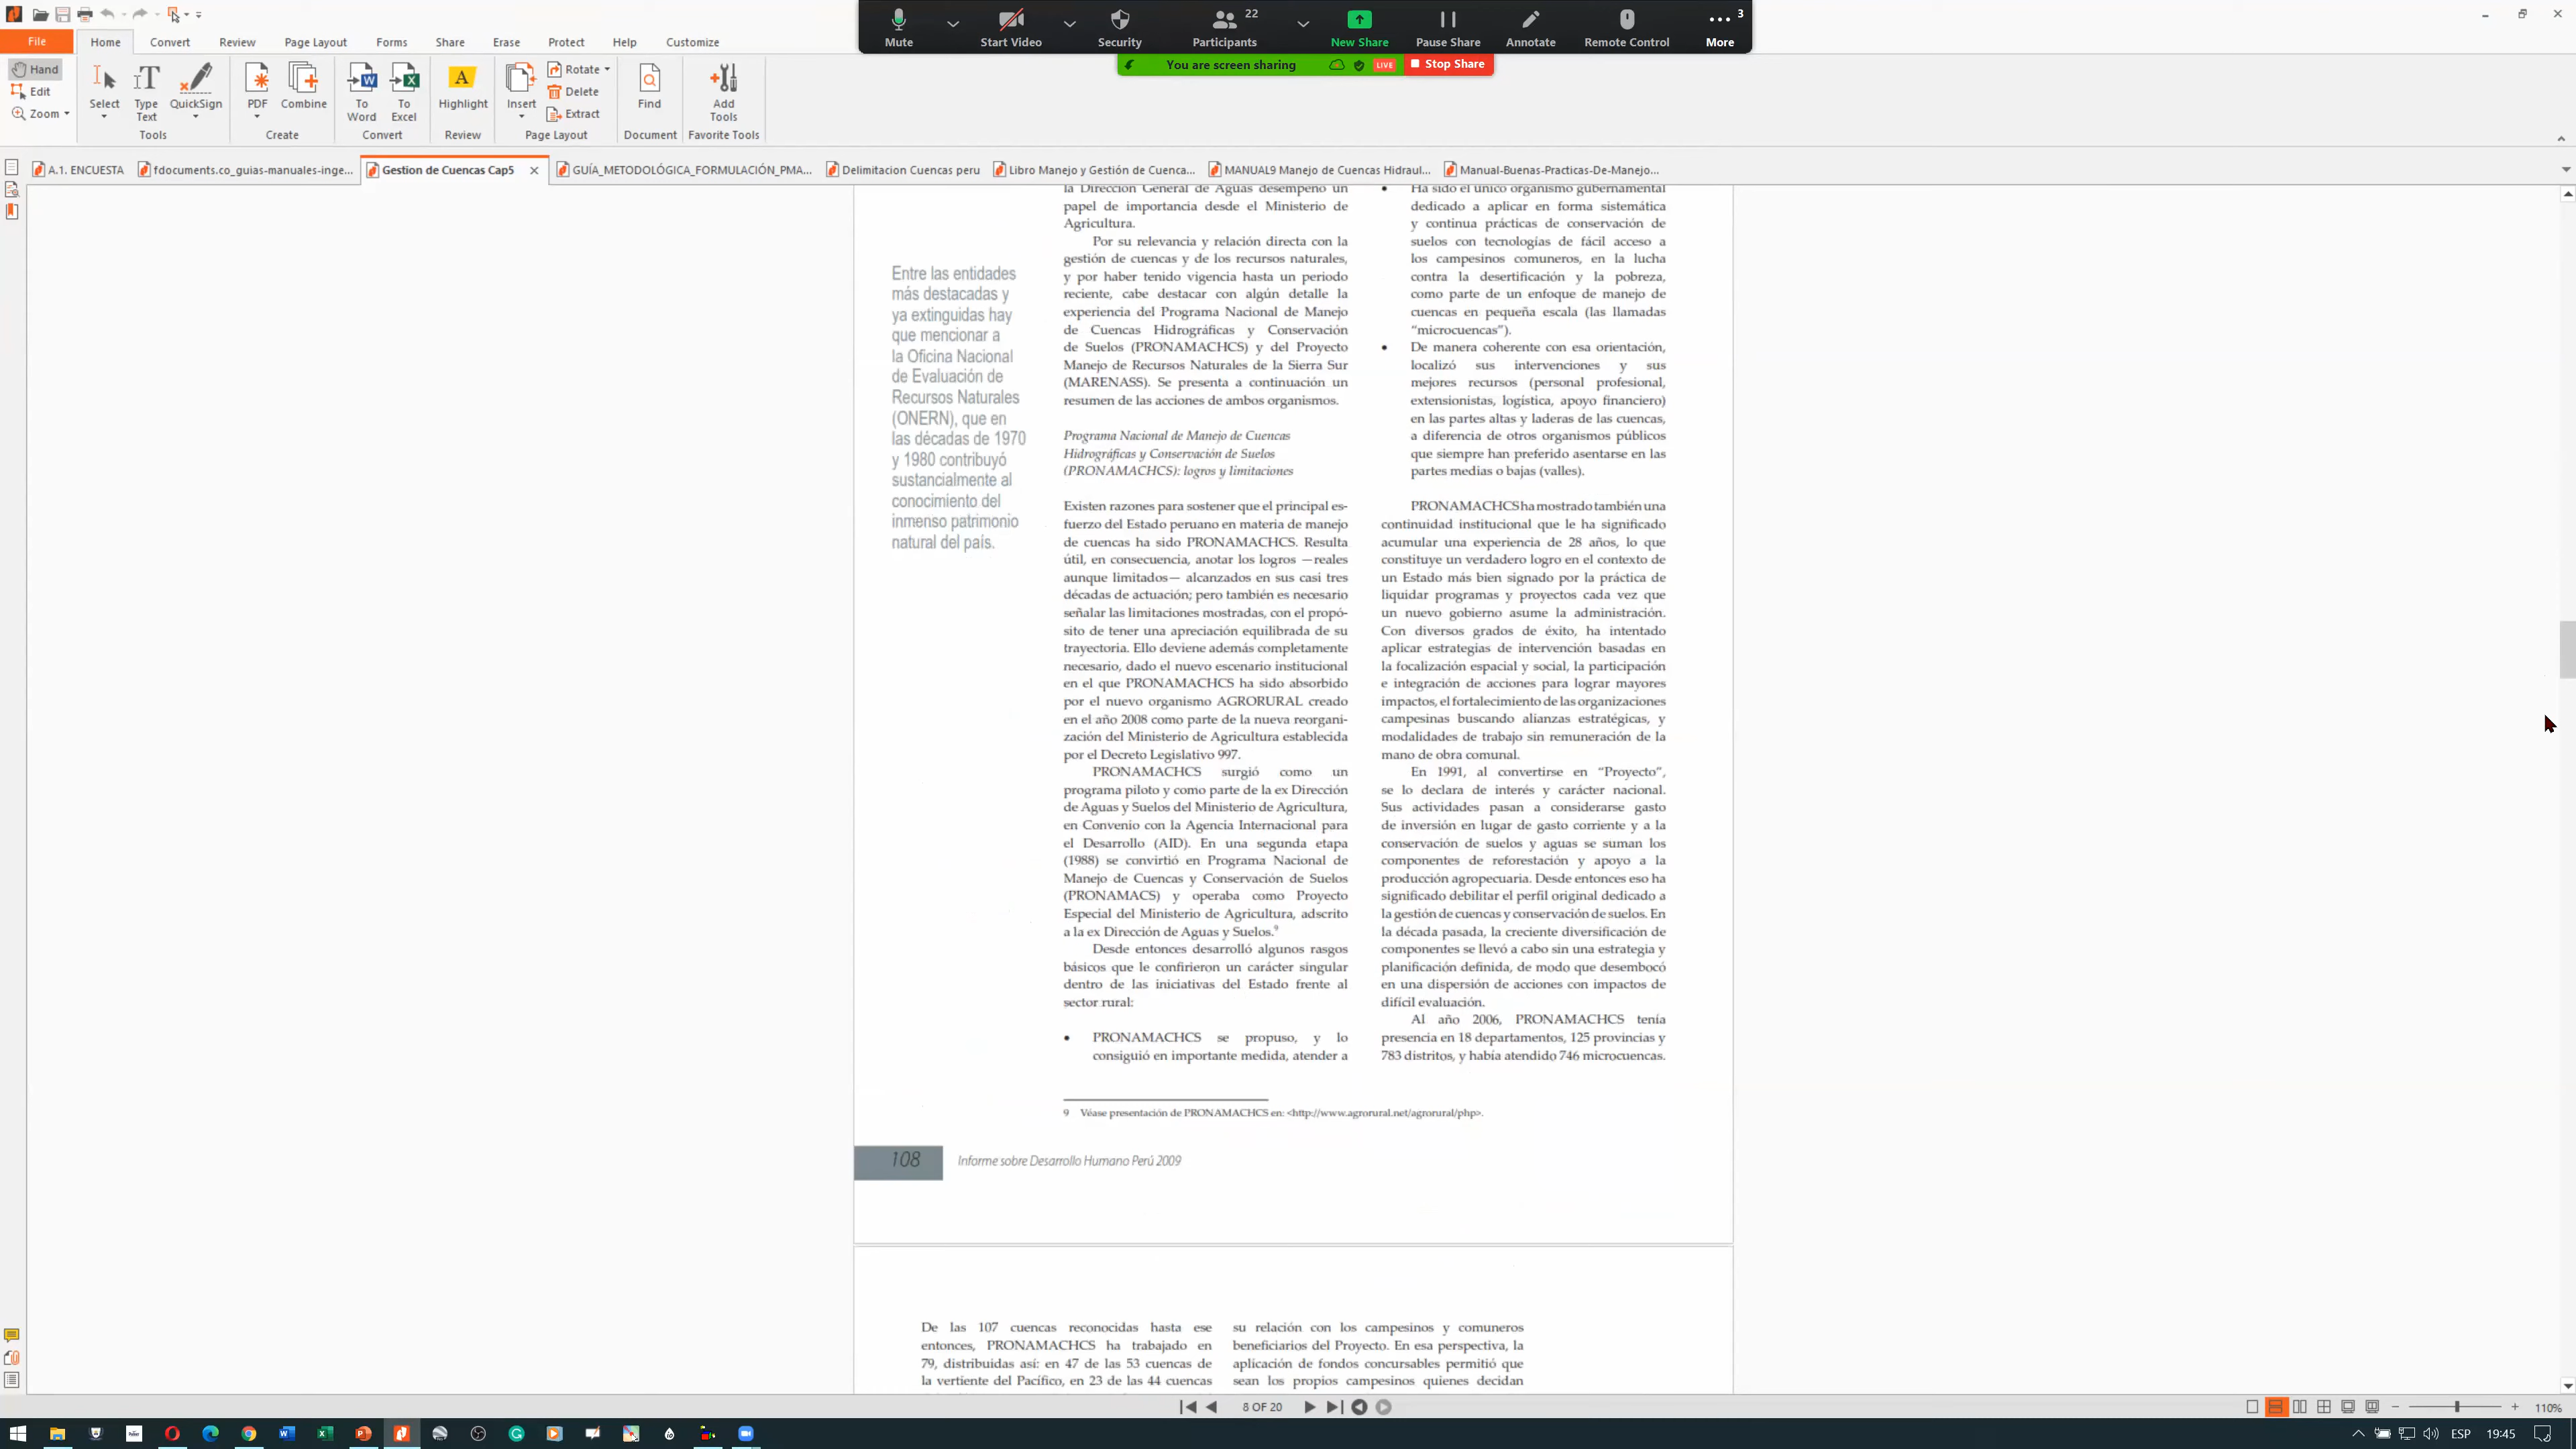 Mute
Start Video
Security
Participants
22
New Share
Pause Share
Annotate
Remote Control
More
3
You are screen sharing
LIVE
Stop Share
File
Home
Convert
Review
Page Layout
Forms
Share
Erase
Protect
Help
Customize
Hand
Edit
Zoom
Select
Type
Text
QuickSign
Tools
PDF
Combine
Create
To
Word
To
Excel
Convert
Highlight
Review
Insert
Rotate
Delete
Extract
Page Layout
Find
Document
Add
Tools
Favorite Tools
A.1. ENCUESTA
fdocuments.co_guias-manuales-inge...
Gestion de Cuencas Cap5
GUÍA_METODOLÓGICA_FORMULACIÓN_PMA...
Delimitacion Cuencas peru
Libro Manejo y Gestión de Cuenca...
MANUAL9 Manejo de Cuencas Hidraul...
Manual-Buenas-Practicas-De-Manejo...
Entre las entidades
más destacadas y
ya extinguidas hay
que mencionar a
la Oficina Nacional
de Evaluación de
Recursos Naturales
(ONERN), que en
las décadas de 1970
y 1980 contribuyó
sustancialmente al
conocimiento del
inmenso patrimonio
natural del país.
la Dirección General de Aguas desempeñó un
papel de importancia desde el Ministerio de
Agricultura.
Por su relevancia y relación directa con la
gestión de cuencas y de los recursos naturales,
y por haber tenido vigencia hasta un periodo
reciente, cabe destacar con algún detalle la
experiencia del Programa Nacional de Manejo
de Cuencas Hidrográficas y Conservación
de Suelos (PRONAMACHCS) y del Proyecto
Manejo de Recursos Naturales de la Sierra Sur
(MARENASS). Se presenta a continuación un
resumen de las acciones de ambos organismos.
Programa Nacional de Manejo de Cuencas
Hidrográficas y Conservación de Suelos
(PRONAMACHCS): logros y limitaciones
Existen razones para sostener que el principal es-
fuerzo del Estado peruano en materia de manejo
de cuencas ha sido PRONAMACHCS. Resulta
útil, en consecuencia, anotar los logros —reales
aunque limitados— alcanzados en sus casi tres
décadas de actuación; pero también es necesario
señalar las limitaciones mostradas, con el propó-
sito de tener una apreciación equilibrada de su
trayectoria. Ello deviene además completamente
necesario, dado el nuevo escenario institucional
en el que PRONAMACHCS ha sido absorbido
por el nuevo organismo AGRORURAL creado
en el año 2008 como parte de la nueva reorgani-
zación del Ministerio de Agricultura establecida
por el Decreto Legislativo 997.
PRONAMACHCS surgió como un
programa piloto y como parte de la ex Dirección
de Aguas y Suelos del Ministerio de Agricultura,
en Convenio con la Agencia Internacional para
el Desarrollo (AID). En una segunda etapa
(1988) se convirtió en Programa Nacional de
Manejo de Cuencas y Conservación de Suelos
(PRONAMACS) y operaba como Proyecto
Especial del Ministerio de Agricultura, adscrito
a la ex Dirección de Aguas y Suelos.9
Desde entonces desarrolló algunos rasgos
básicos que le confirieron un carácter singular
dentro de las iniciativas del Estado frente al
sector rural:
• PRONAMACHCS se propuso, y lo
consiguió en importante medida, atender a
• Ha sido el único organismo gubernamental
dedicado a aplicar en forma sistemática
y continua prácticas de conservación de
suelos con tecnologías de fácil acceso a
los campesinos comuneros, en la lucha
contra la desertificación y la pobreza,
como parte de un enfoque de manejo de
cuencas en pequeña escala (las llamadas
“microcuencas”).
• De manera coherente con esa orientación,
localizó sus intervenciones y sus
mejores recursos (personal profesional,
extensionistas, logística, apoyo financiero)
en las partes altas y laderas de las cuencas,
a diferencia de otros organismos públicos
que siempre han preferido asentarse en las
partes medias o bajas (valles).
PRONAMACHCS ha mostrado también una
continuidad institucional que le ha significado
acumular una experiencia de 28 años, lo que
constituye un verdadero logro en el contexto de
un Estado más bien signado por la práctica de
liquidar programas y proyectos cada vez que
un nuevo gobierno asume la administración.
Con diversos grados de éxito, ha intentado
aplicar estrategias de intervención basadas en
la focalización espacial y social, la participación
e integración de acciones para lograr mayores
impactos, el fortalecimiento de las organizaciones
campesinas buscando alianzas estratégicas, y
modalidades de trabajo sin remuneración de la
mano de obra comunal.
En 1991, al convertirse en “Proyecto”,
se lo declara de interés y carácter nacional.
Sus actividades pasan a considerarse gasto
de inversión en lugar de gasto corriente y a la
conservación de suelos y aguas se suman los
componentes de reforestación y apoyo a la
producción agropecuaria. Desde entonces eso ha
significado debilitar el perfil original dedicado a
la gestión de cuencas y conservación de suelos. En
la década pasada, la creciente diversificación de
componentes se llevó a cabo sin una estrategia y
planificación definida, de modo que desembocó
en una dispersión de acciones con impactos de
difícil evaluación.
Al año 2006, PRONAMACHCS tenía
presencia en 18 departamentos, 125 provincias y
783 distritos, y había atendido 746 microcuencas.
9 Véase presentación de PRONAMACHCS en: <http://www.agrorural.net/agrorural/php>.
108
Informe sobre Desarrollo Humano Perú 2009
De las 107 cuencas reconocidas hasta ese
entonces, PRONAMACHCS ha trabajado en
79, distribuidas así: en 47 de las 53 cuencas de
la vertiente del Pacífico, en 23 de las 44 cuencas
su relación con los campesinos y comuneros
beneficiarios del Proyecto. En esa perspectiva, la
aplicación de fondos concursables permitió que
sean los propios campesinos quienes decidan
8 OF 20
110%
ESP
19:45